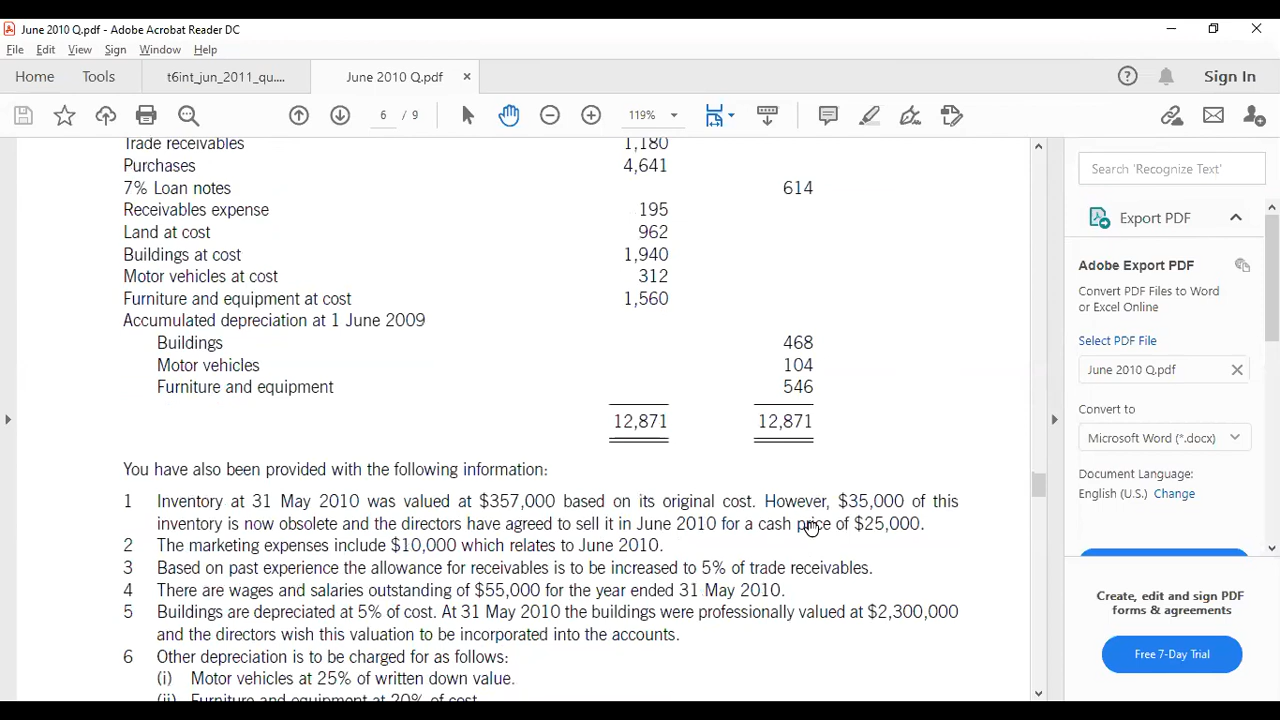 June 2010 Q.pdf - Adobe Acrobat Reader DC
File Edit View Sign Window Help
Home Tools t6int_jun_2011_qu.... June 2010 Q.pdf × ? Sign In
6 / 9 119%
Trade receivables 1,180
Purchases 4,641
7% Loan notes 614
Receivables expense 195
Land at cost 962
Buildings at cost 1,940
Motor vehicles at cost 312
Furniture and equipment at cost 1,560
Accumulated depreciation at 1 June 2009
Buildings 468
Motor vehicles 104
Furniture and equipment 546
12,871 12,871
You have also been provided with the following information:
1 Inventory at 31 May 2010 was valued at $357,000 based on its original cost. However, $35,000 of this
inventory is now obsolete and the directors have agreed to sell it in June 2010 for a cash price of $25,000.
2 The marketing expenses include $10,000 which relates to June 2010.
3 Based on past experience the allowance for receivables is to be increased to 5% of trade receivables.
4 There are wages and salaries outstanding of $55,000 for the year ended 31 May 2010.
5 Buildings are depreciated at 5% of cost. At 31 May 2010 the buildings were professionally valued at $2,300,000
and the directors wish this valuation to be incorporated into the accounts.
6 Other depreciation is to be charged for as follows:
(i) Motor vehicles at 25% of written down value.
(ii) Furniture and equipment at 20% of cost.
Search 'Recognize Text'
Export PDF
Adobe Export PDF
Convert PDF Files to Word
or Excel Online
Select PDF File
June 2010 Q.pdf
Convert to
Microsoft Word (*.docx)
Document Language:
English (U.S.) Change
Create, edit and sign PDF
forms & agreements
Free 7-Day Trial